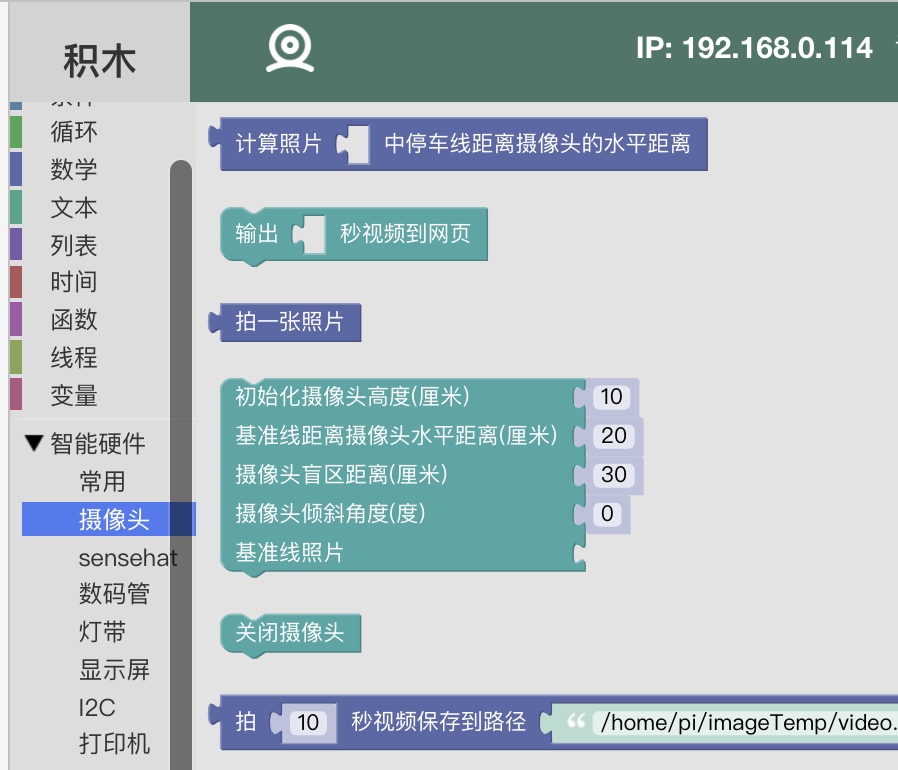 积木
IP: 192.168.0.114
条件
循环
数学
文本
列表
时间
函数
线程
变量
智能硬件
常用
摄像头
sensehat
数码管
灯带
显示屏
I2C
打印机
计算照片 中停车线距离摄像头的水平距离
输出 秒视频到网页
拍一张照片
初始化摄像头高度(厘米) 10
基准线距离摄像头水平距离(厘米) 20
摄像头盲区距离(厘米) 30
摄像头倾斜角度(度) 0
基准线照片
关闭摄像头
拍 10 秒视频保存到路径 “ /home/pi/imageTemp/video.